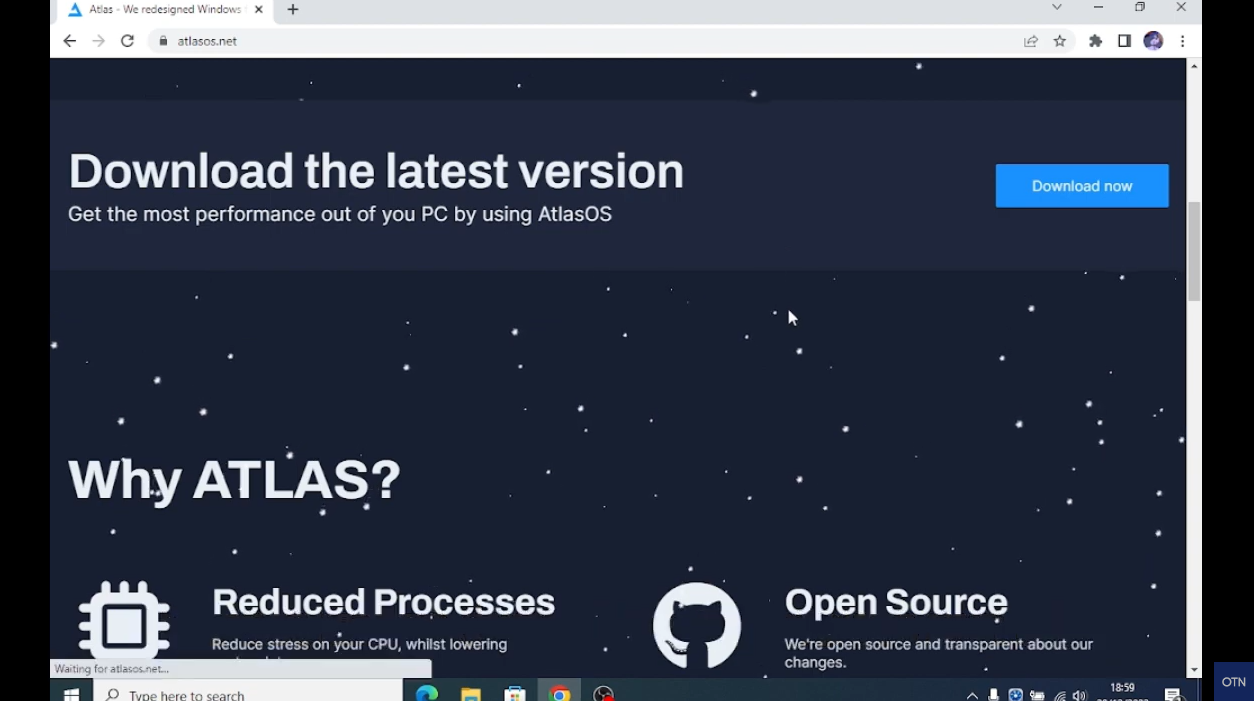 Atlas - We redesigned Windows
atlasos.net
Download the latest version
Download now
Get the most performance out of you PC by using AtlasOS
Why ATLAS?
Reduced Processes
Open Source
Reduce stress on your CPU, whilst lowering
We're open source and transparent about our
changes.
Waiting for atlasos.net...
Type here to search
18:59
OTN